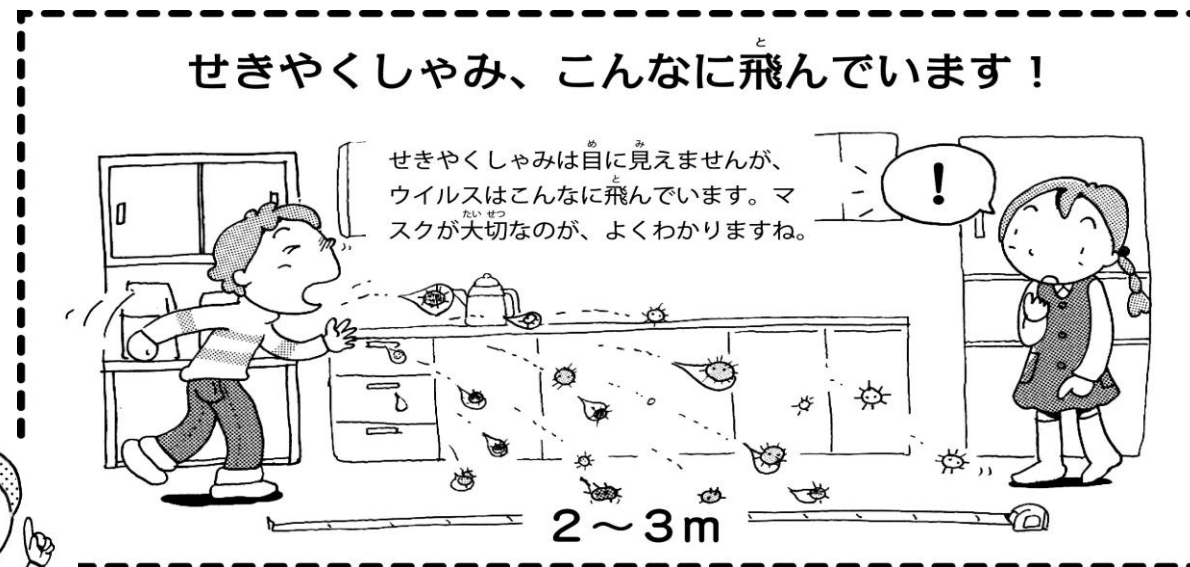 せきやくしゃみ、こんなに飛んでいます！
せきやくしゃみは目に見えませんが、
ウイルスはこんなに飛んでいます。マ
スクが大切なのが、よくわかりますね。
！
2～3m